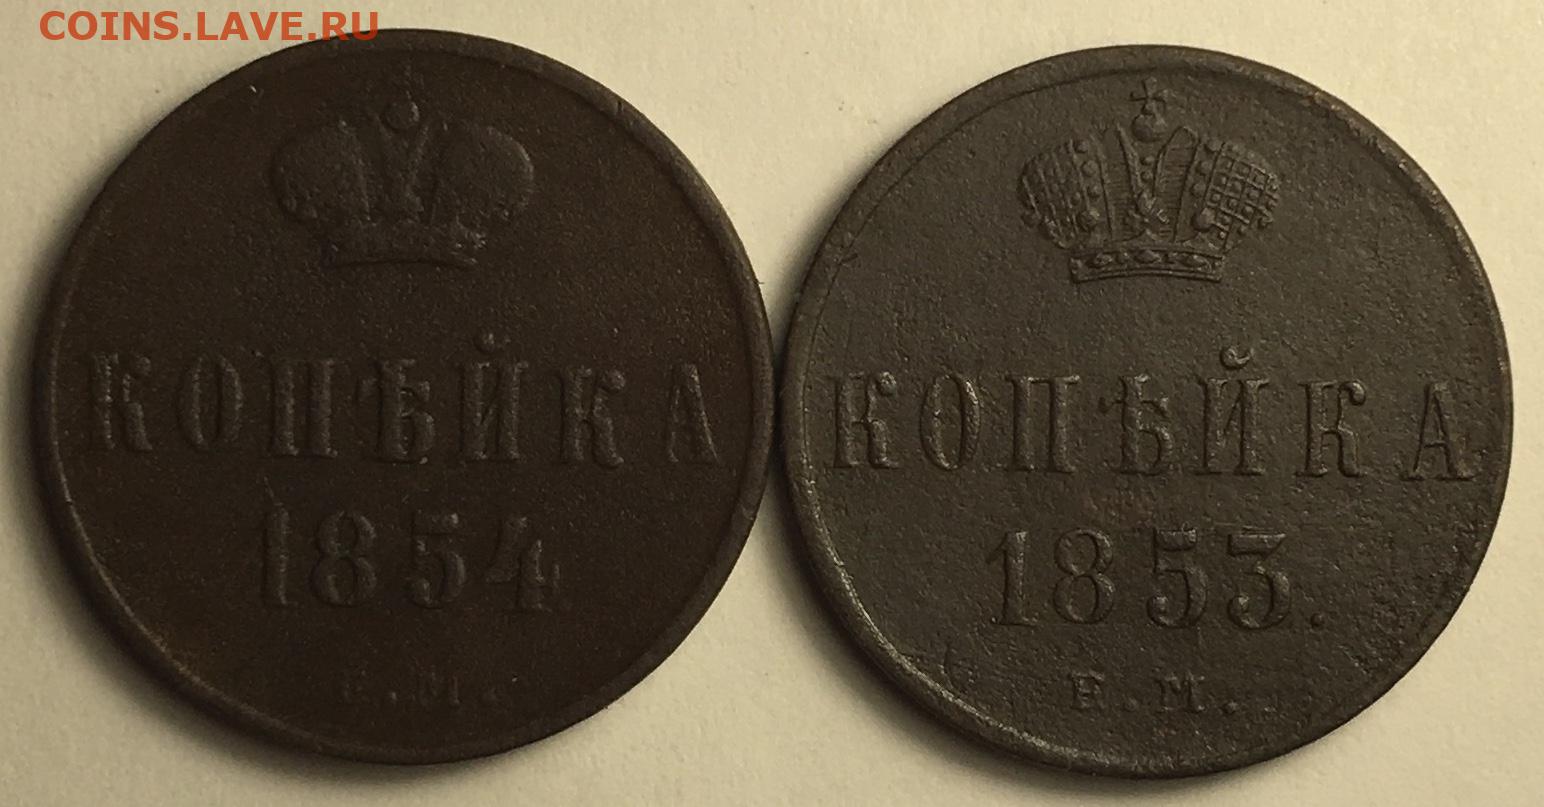 COINS.LAVE.RU
КОПѢЙКА
1854
Е.М.
КОПѢЙКА
1853.
Е.М.